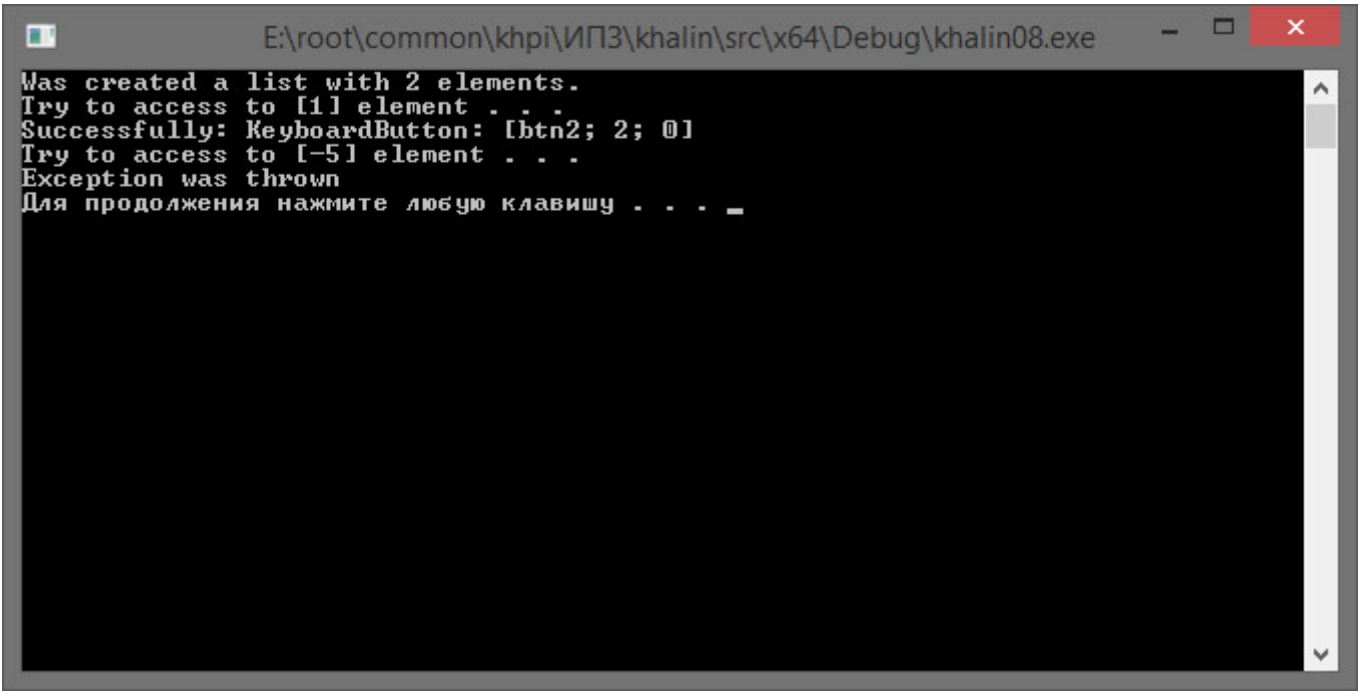 E:\root\common\khpi\ИПЗ\khalin\src\x64\Debug\khalin08.exe
Was created a list with 2 elements.
Try to access to [1] element . . .
Successfully: KeyboardButton: [btn2; 2; 0]
Try to access to [-5] element . . .
Exception was thrown
Для продолжения нажмите любую клавишу . . . _